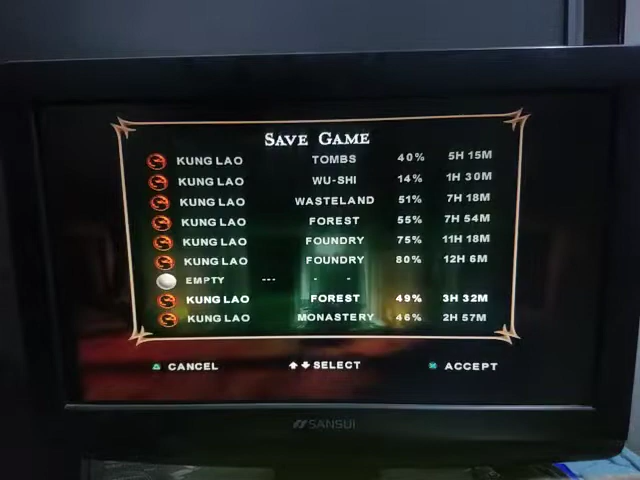 SAVE GAME
KUNG LAO TOMBS 40% 5H 15M
KUNG LAO WU-SHI 14% 1H 30M
KUNG LAO WASTELAND 51% 7H 18M
KUNG LAO FOREST 55% 7H 54M
KUNG LAO FOUNDRY 75% 11H 18M
KUNG LAO FOUNDRY 80% 12H 6M
EMPTY --- - -
KUNG LAO FOREST 49% 3H 32M
KUNG LAO MONASTERY 46% 2H 57M
CANCEL SELECT ACCEPT
SANSUI